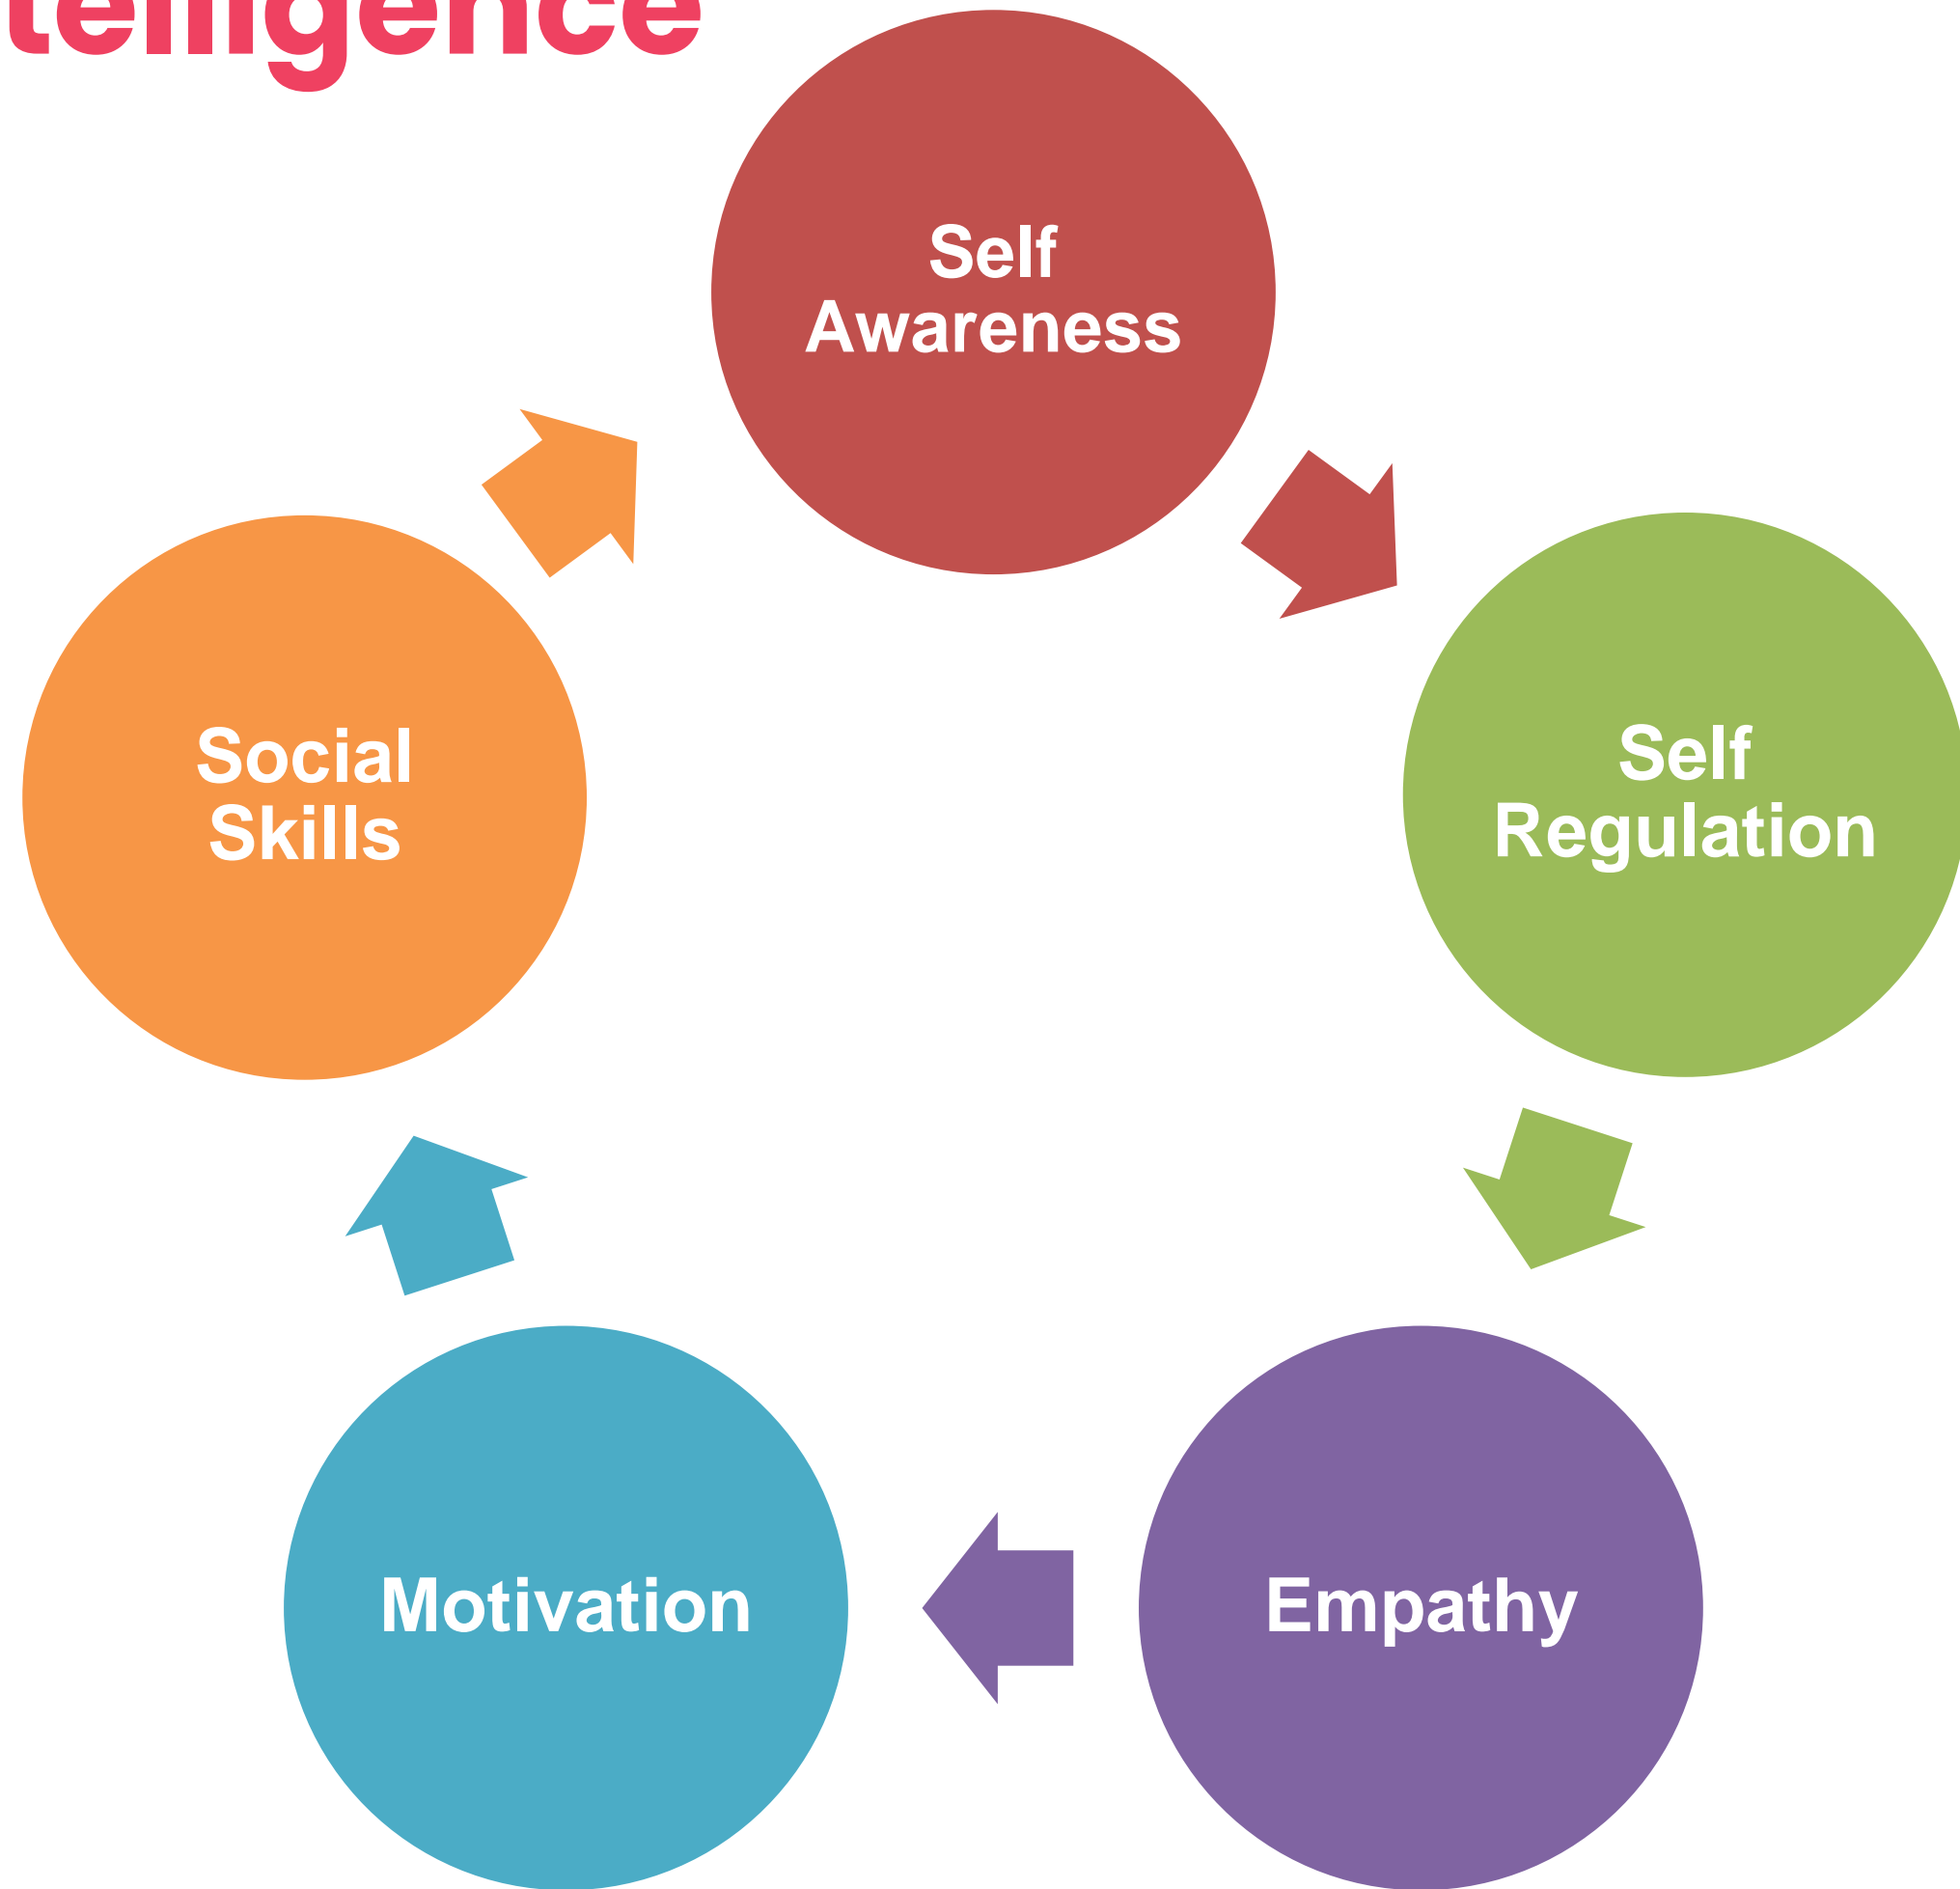 telligence
Self
Awareness
Self
Regulation
Empathy
Motivation
Social
Skills